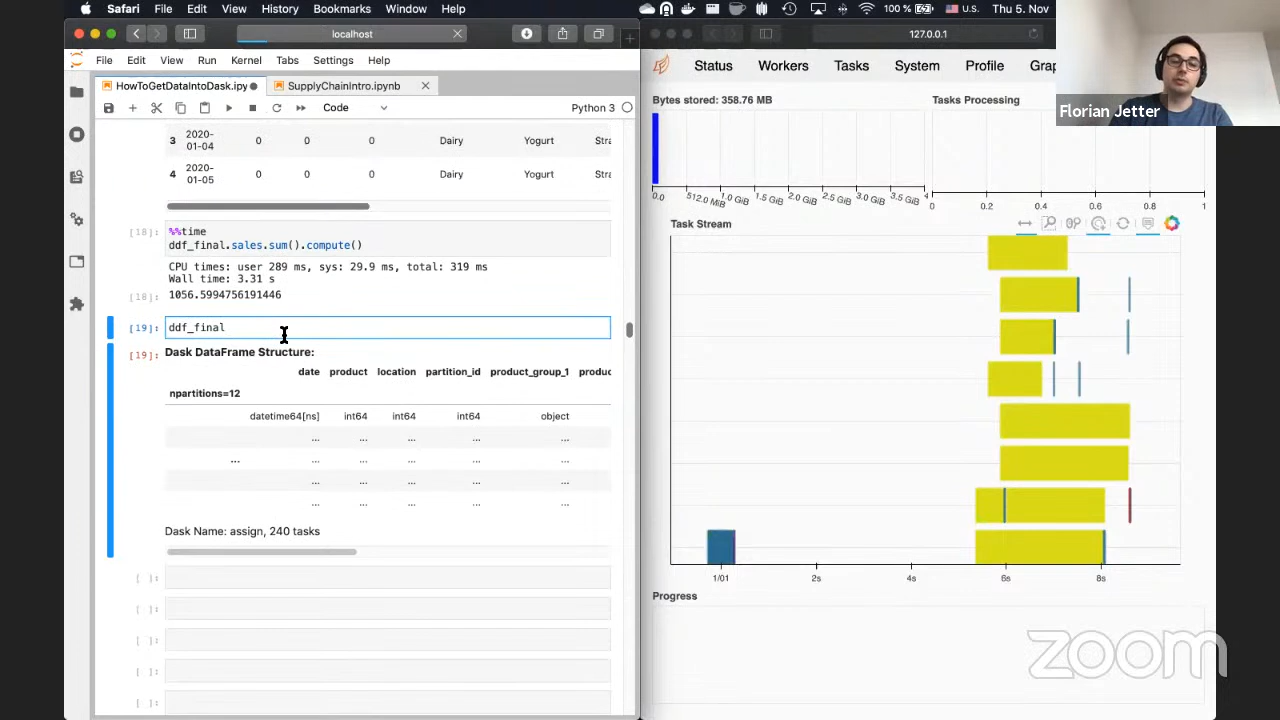 Safari File Edit View History Bookmarks Window Help
100 % U.S. Thu 5. Nov
localhost
127.0.0.1
File Edit View Run Kernel Tabs Settings Help
HowToGetDataIntoDask.ipy
SupplyChainIntro.ipynb
Code
Python 3
3 2020-01-04 0 0 0 Dairy Yogurt Stra
4 2020-01-05 0 0 0 Dairy Yogurt Stra
[18]:
%%time
ddf_final.sales.sum().compute()
CPU times: user 289 ms, sys: 29.9 ms, total: 319 ms
Wall time: 3.31 s
[18]: 1056.5994756191446
[19]: ddf_final
[19]: Dask DataFrame Structure:
date product location partition_id product_group_1 produc
npartitions=12
datetime64[ns] int64 int64 int64 object
... ... ... ... ...
... ... ... ... ... ...
... ... ... ... ...
... ... ... ... ...
Dask Name: assign, 240 tasks
[ ]:
[ ]:
[ ]:
[ ]:
[ ]:
Status Workers Tasks System Profile Grap
Florian Jetter
Bytes stored: 358.76 MB
Tasks Processing
0.0 512.0 MiB 1.0 GiB 1.5 GiB 2.0 GiB 2.5 GiB 3.0 GiB 3.5 GiB 4
0 0.2 0.4 0.6 0.8 1
Task Stream
1/01 2s 4s 6s 8s
Progress
zoom